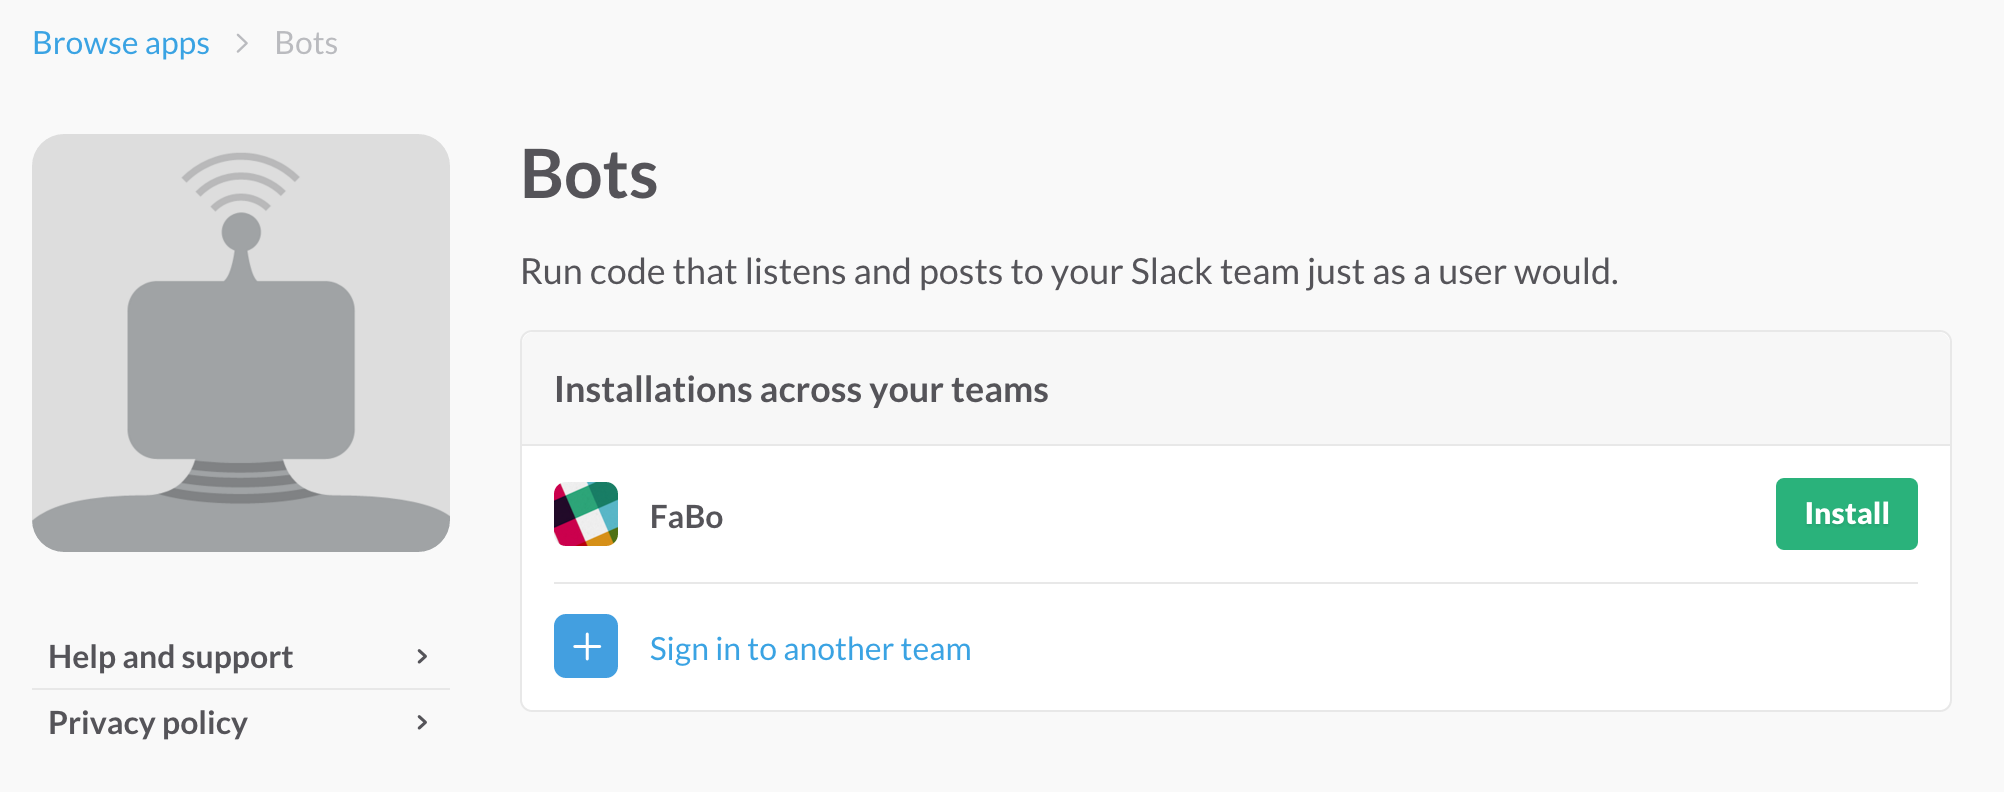 Browse apps > Bots
Bots
Run code that listens and posts to your Slack team just as a user would.
Installations across your teams
FaBo
Install
Sign in to another team
Help and support
Privacy policy